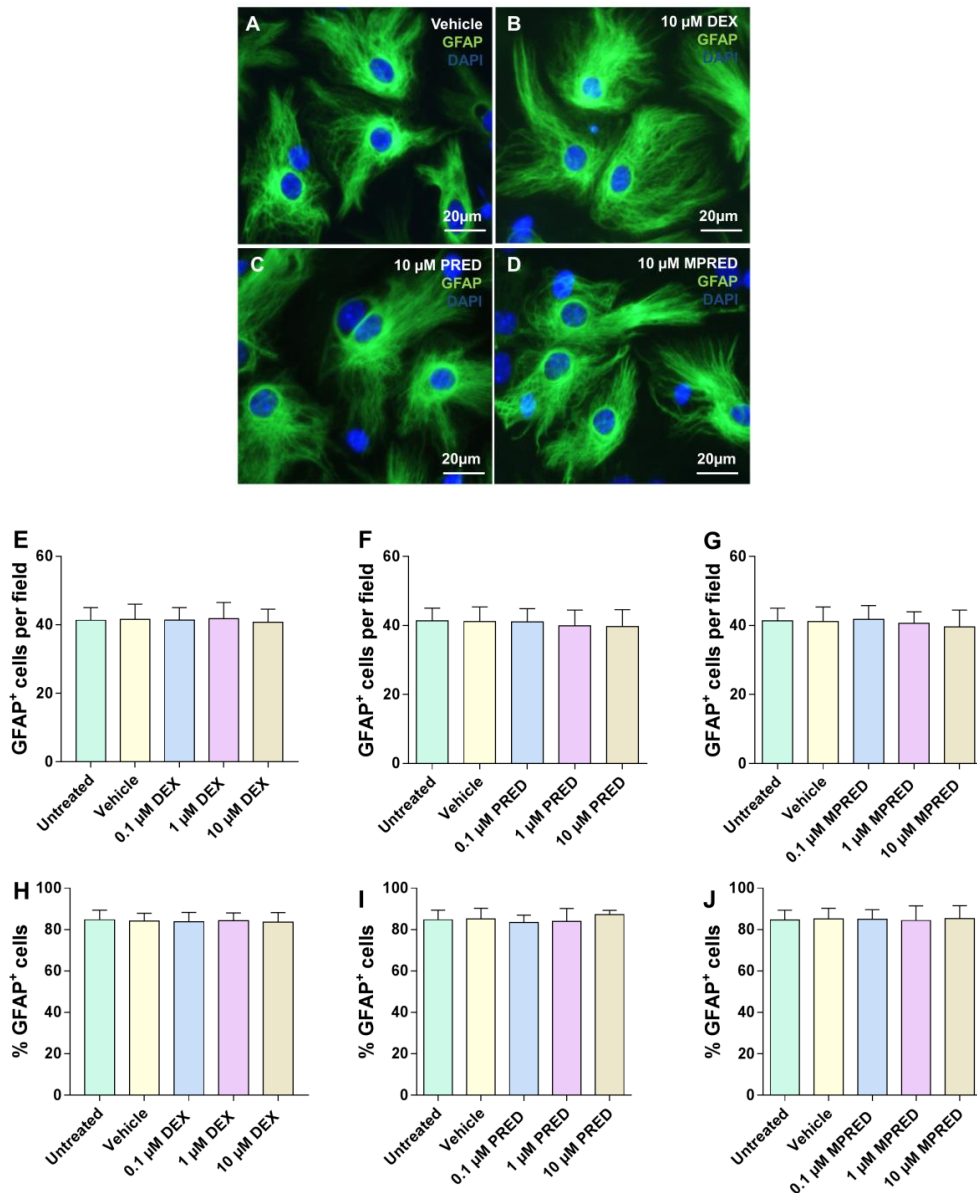 A
Vehicle
GFAP
DAPI
20µm
B
10 µM DEX
GFAP
DAPI
20µm
C
10 µM PRED
GFAP
DAPI
20µm
D
10 µM MPRED
GFAP
DAPI
20µm
E
GFAP+ cells per field
60
40
20
0
Untreated
Vehicle
0.1 µM DEX
1 µM DEX
10 µM DEX
F
GFAP+ cells per field
60
40
20
0
Untreated
Vehicle
0.1 µM PRED
1 µM PRED
10 µM PRED
G
GFAP+ cells per field
60
40
20
0
Untreated
Vehicle
0.1 µM MPRED
1 µM MPRED
10 µM MPRED
H
% GFAP+ cells
100
80
60
40
20
0
Untreated
Vehicle
0.1 µM DEX
1 µM DEX
10 µM DEX
I
% GFAP+ cells
100
80
60
40
20
0
Untreated
Vehicle
0.1 µM PRED
1 µM PRED
10 µM PRED
J
% GFAP+ cells
100
80
60
40
20
0
Untreated
Vehicle
0.1 µM MPRED
1 µM MPRED
10 µM MPRED